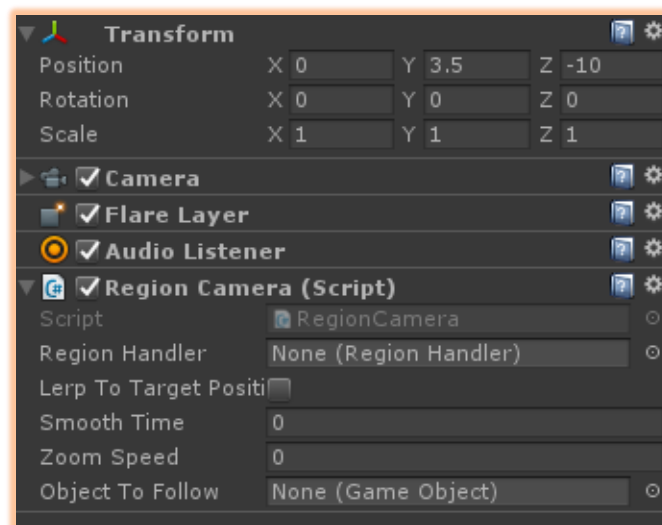 Transform
Position X 0 Y 3.5 Z -10
Rotation X 0 Y 0 Z 0
Scale X 1 Y 1 Z 1
Camera
Flare Layer
Audio Listener
Region Camera (Script)
Script RegionCamera
Region Handler None (Region Handler)
Lerp To Target Positi
Smooth Time 0
Zoom Speed 0
Object To Follow None (Game Object)